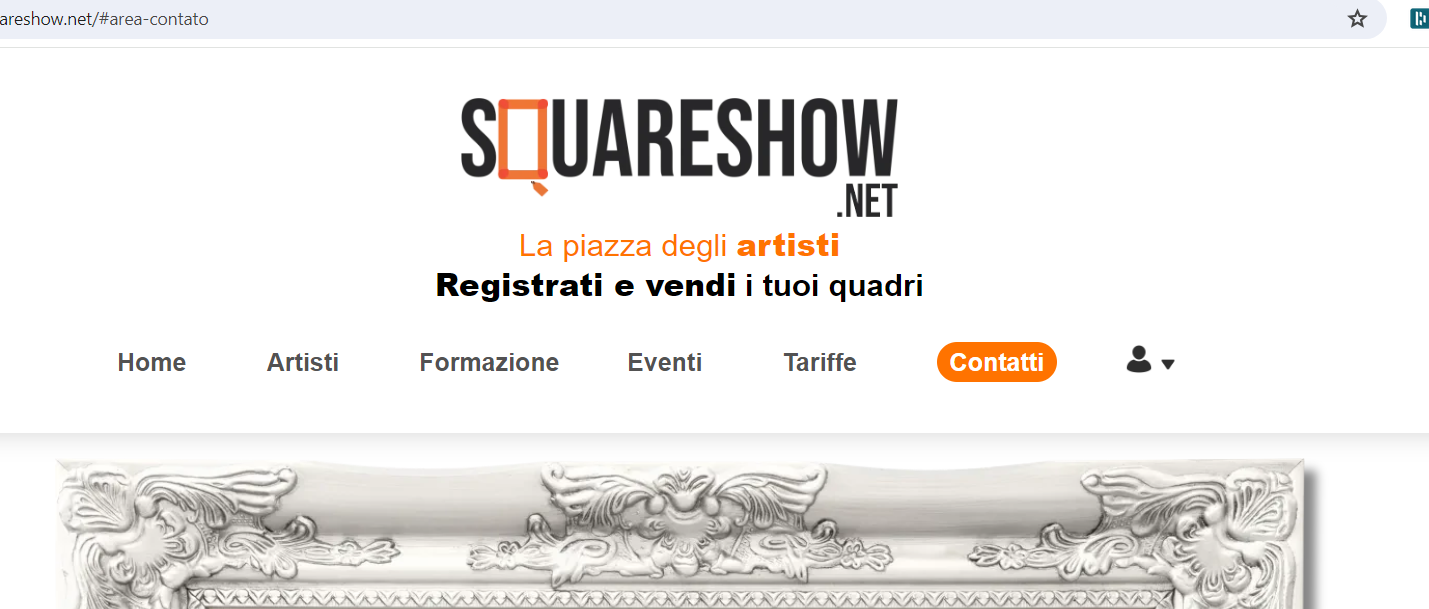 areshow.net/#area-contato
SQUARESHOW
.NET
La piazza degli artisti
Registrati e vendi i tuoi quadri
Home Artisti Formazione Eventi Tariffe Contatti